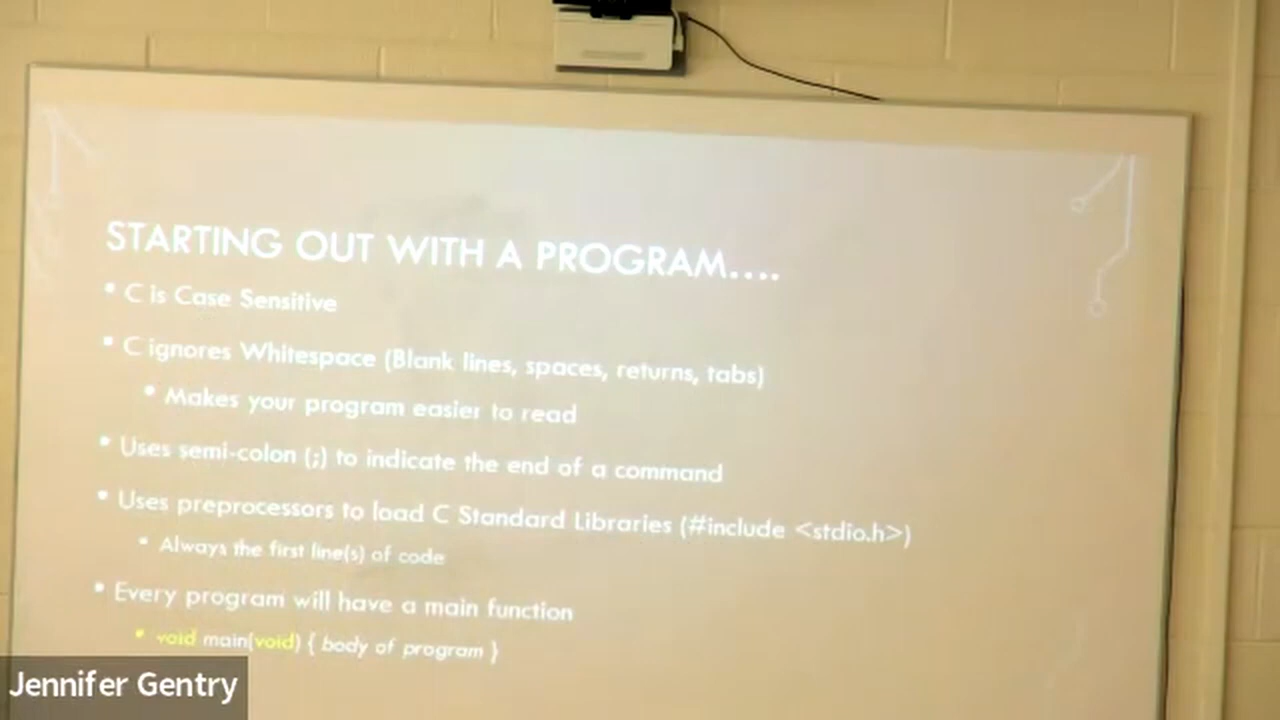 STARTING OUT WITH A PROGRAM....
• C is Case Sensitive
• C ignores Whitespace (Blank lines, spaces, returns, tabs)
• Makes your program easier to read
• Uses semi-colon (;) to indicate the end of a command
• Uses preprocessors to load C Standard Libraries (#include <stdio.h>)
• Always the first line(s) of code
• Every program will have a main function
• void main(void) { body of program }
Jennifer Gentry